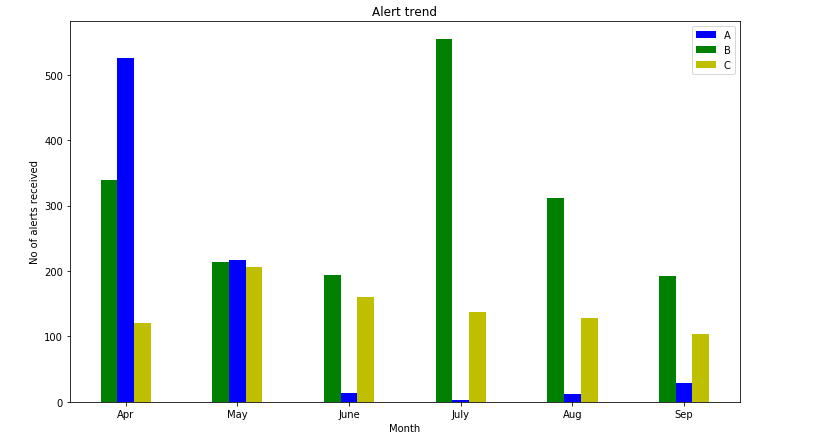 Alert trend
A
B
C
500
400
300
200
100
0
No of alerts received
Apr May June July Aug Sep
Month